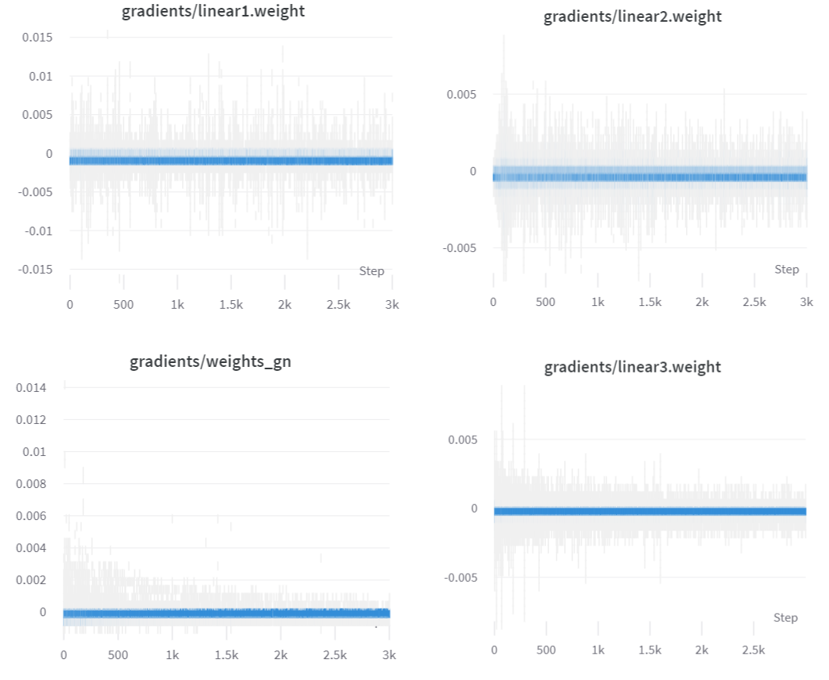 gradients/linear1.weight
0.015
0.01
0.005
0
-0.005
-0.01
-0.015
Step
0 500 1k 1.5k 2k 2.5k 3k
gradients/linear2.weight
0.005
0
-0.005
Step
0 500 1k 1.5k 2k 2.5k 3k
gradients/weights_gn
0.014
0.012
0.01
0.008
0.006
0.004
0.002
0
0 500 1k 1.5k 2k 2.5k 3k
gradients/linear3.weight
0.005
0
-0.005
Step
0 500 1k 1.5k 2k 2.5k